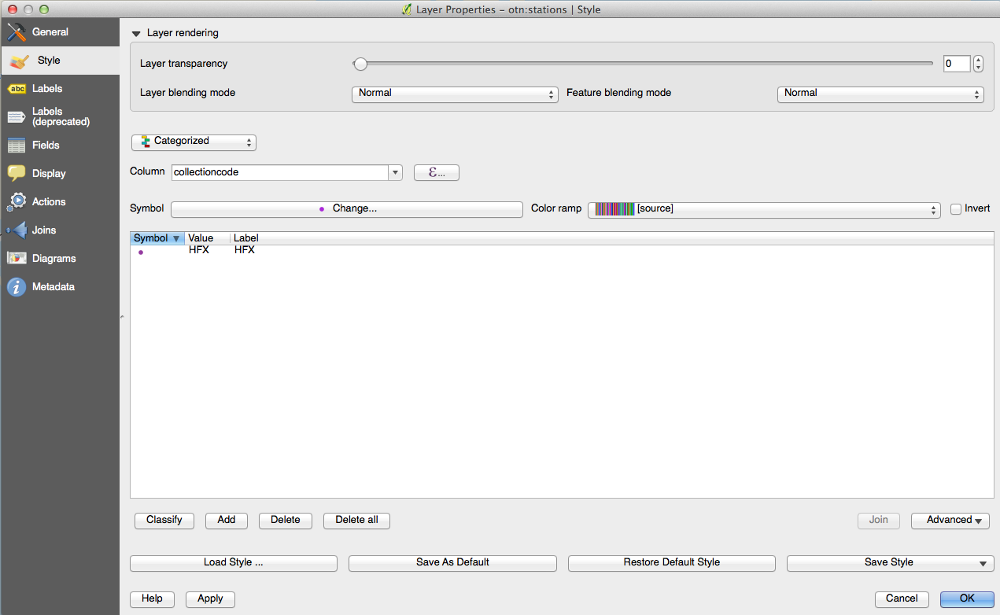 Layer Properties – otn:stations | Style
General
Style
abc Labels
Labels
(deprecated)
Fields
Display
Actions
Joins
Diagrams
i Metadata
Layer rendering
Layer transparency 0
Layer blending mode Normal Feature blending mode Normal
Categorized
Column collectioncode ε...
Symbol Change... Color ramp [source] Invert
Symbol Value Label
HFX HFX
Classify Add Delete Delete all Join Advanced
Load Style ... Save As Default Restore Default Style Save Style
Help Apply Cancel OK